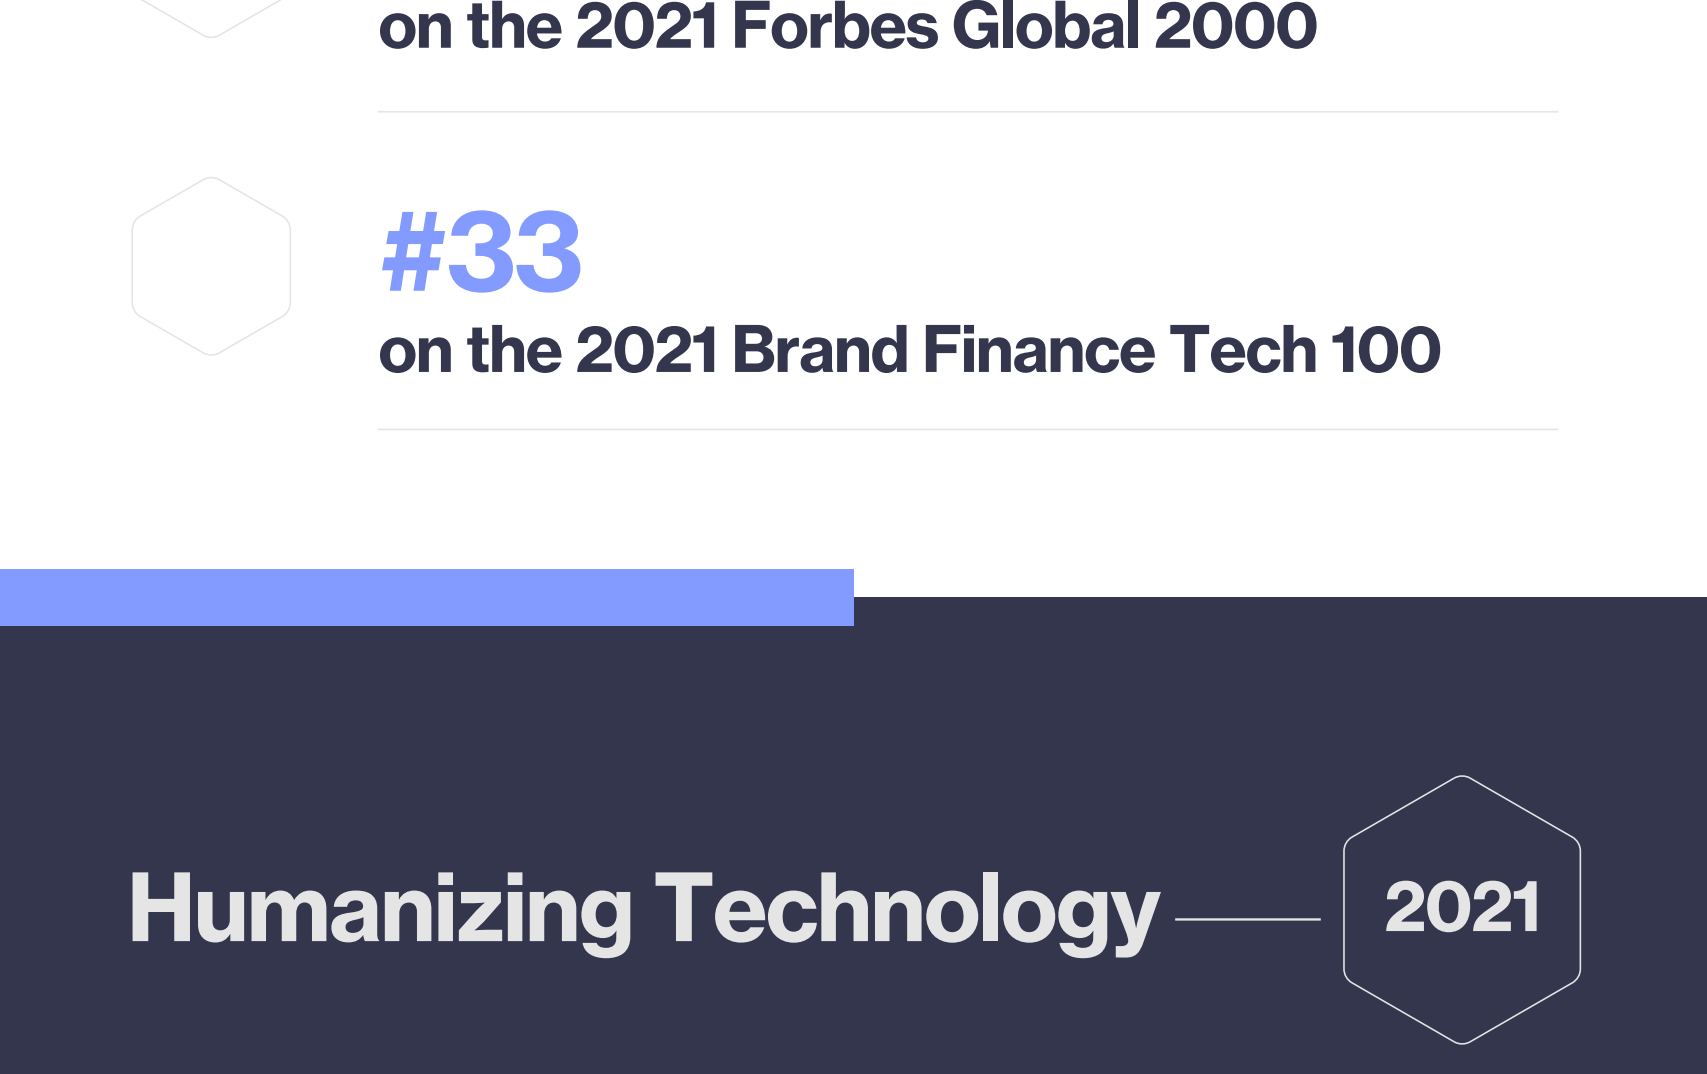 on the 2021 Forbes Global 2000
#33
on the 2021 Brand Finance Tech 100
Humanizing Technology
2021